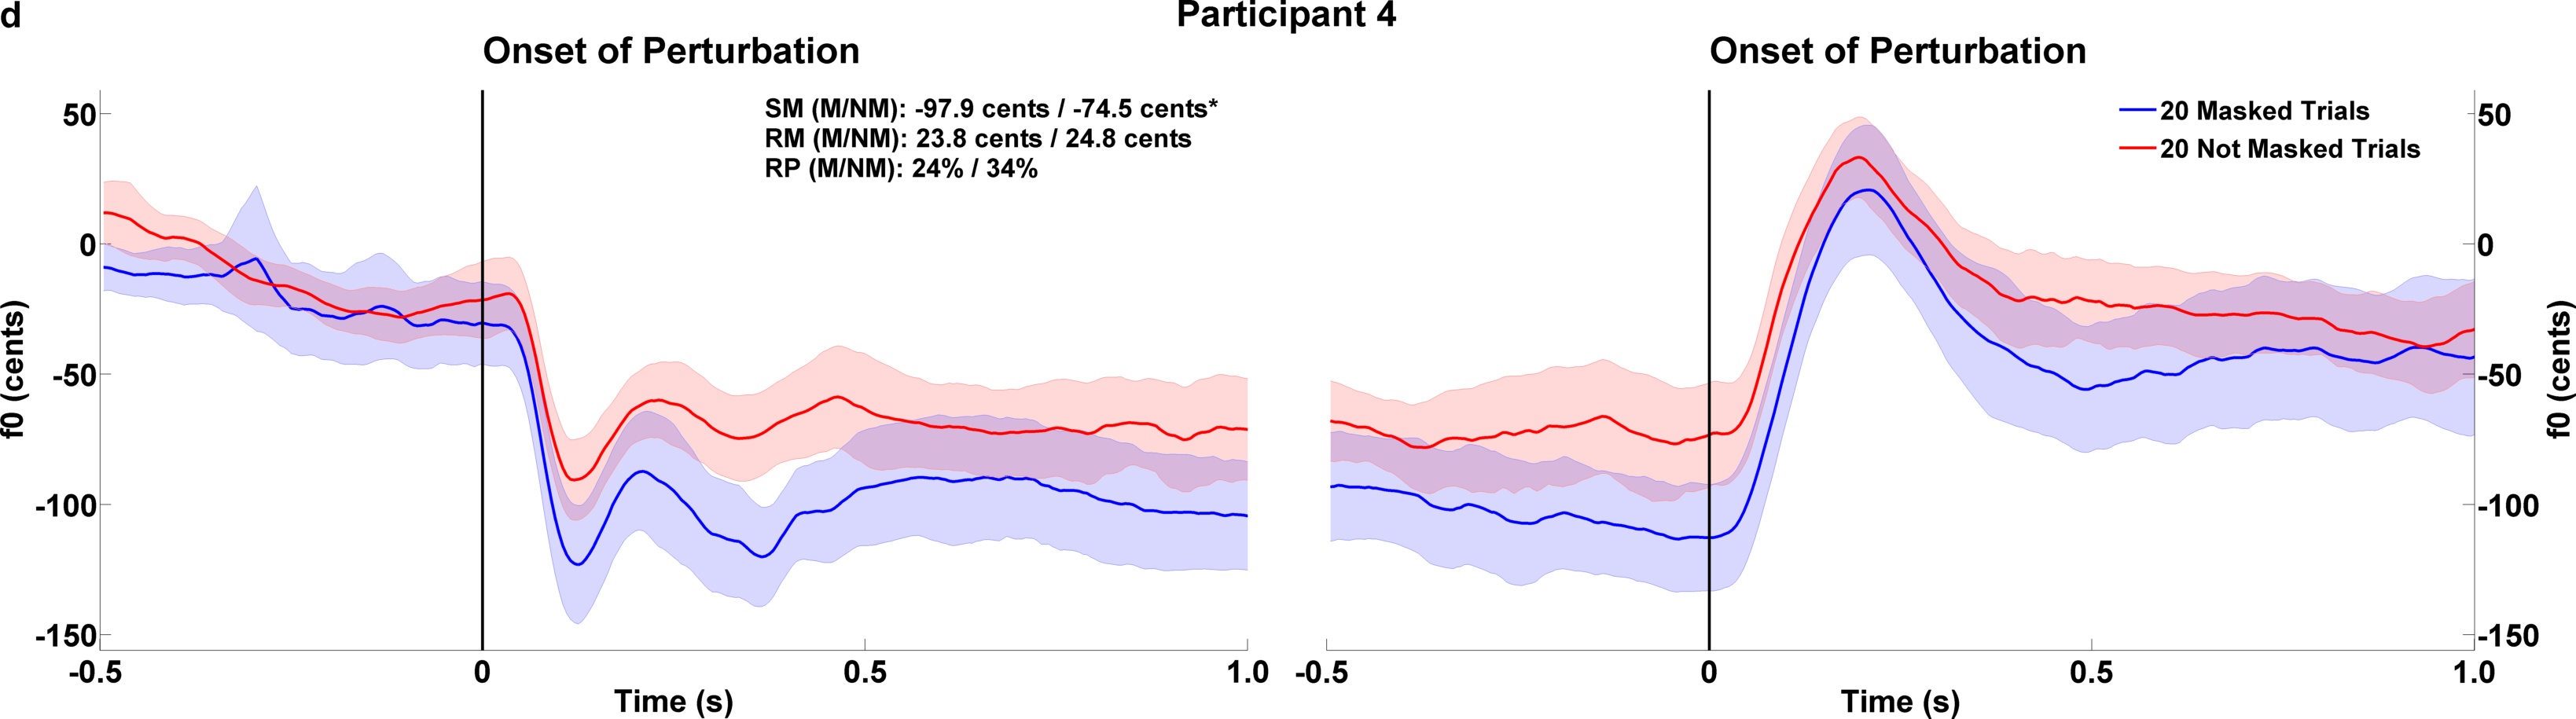 d
Participant 4
Onset of Perturbation
Onset of Perturbation
SM (M/NM): -97.9 cents / -74.5 cents*
RM (M/NM): 23.8 cents / 24.8 cents
RP (M/NM): 24% / 34%
20 Masked Trials
20 Not Masked Trials
f0 (cents)
50
0
-50
-100
-150
-0.5
0
0.5
1.0
Time (s)
-0.5
0
0.5
1.0
Time (s)
50
0
-50
-100
-150
f0 (cents)